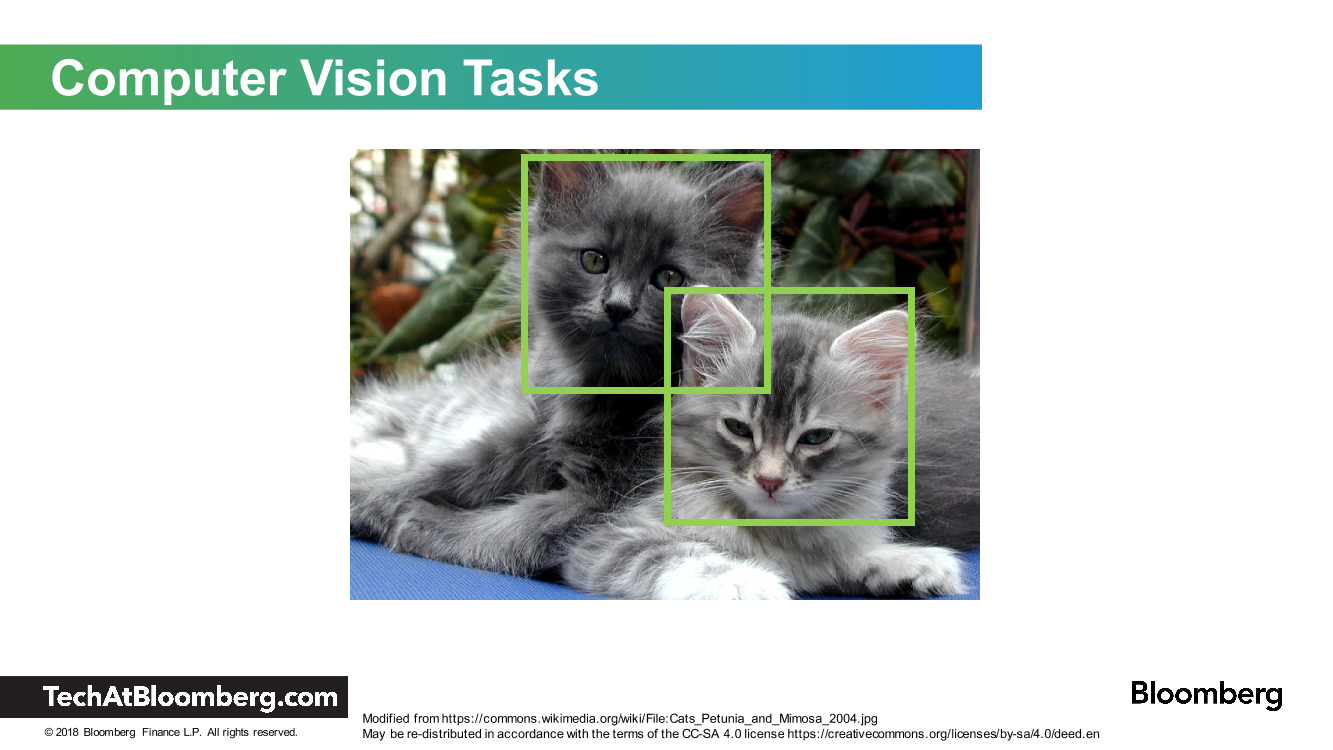 Computer Vision Tasks
TechAtBloomberg.com
Bloomberg
© 2018 Bloomberg Finance L.P. All rights reserved.
Modified from https://commons.wikimedia.org/wiki/File:Cats_Petunia_and_Mimosa_2004.jpg
May be re-distributed in accordance with the terms of the CC-SA 4.0 license https://creativecommons.org/licenses/by-sa/4.0/deed.en